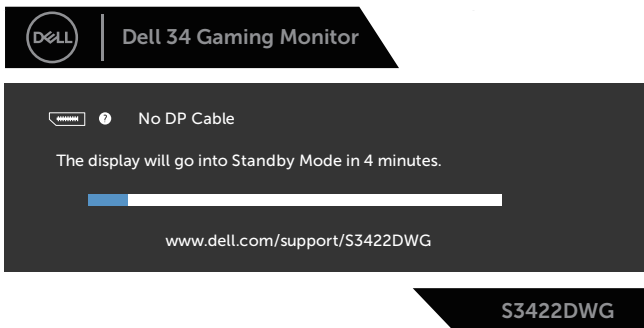 DELL
Dell 34 Gaming Monitor
? No DP Cable
The display will go into Standby Mode in 4 minutes.
www.dell.com/support/S3422DWG
S3422DWG